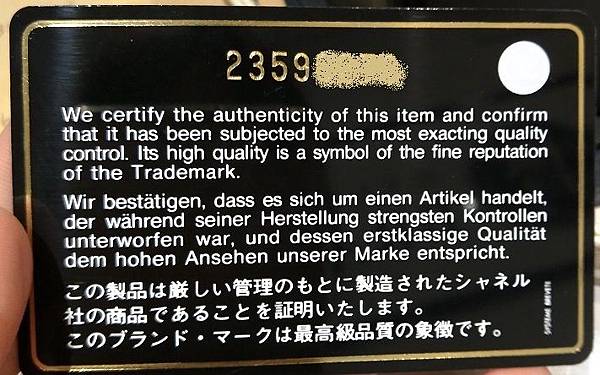 2359
We certify the authenticity of this item and confirm
that it has been subjected to the most exacting quality
control. Its high quality is a symbol of the fine reputation
of the Trademark.
Wir bestätigen, dass es sich um einen Artikel handelt,
der während seiner Herstellung strengsten Kontrollen
unterworfen war, und dessen erstklassige Qualität
dem hohen Ansehen unserer Marke entspricht.
この製品は厳しい管理のもとに製造されたシャネル
社の商品であることを証明いたします。
このブランド・マークは最高級品質の象徴です。
SYSTEME BREVETE